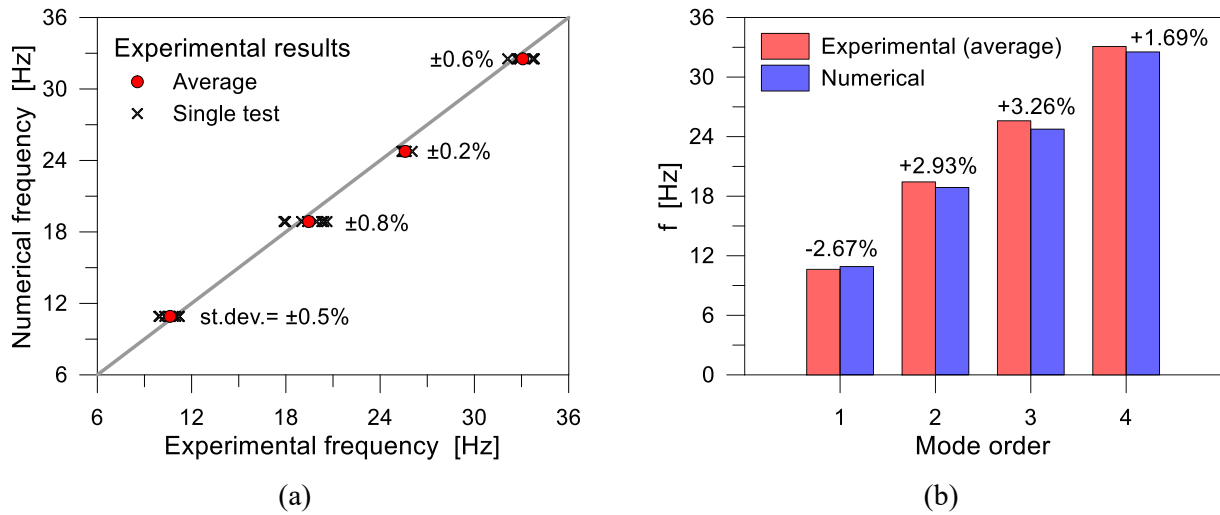 36
30
24
18
12
6
Numerical frequency [Hz]
Experimental results
Average
Single test
±0.6%
±0.2%
±0.8%
st.dev.= ±0.5%
6 12 18 24 30 36
Experimental frequency [Hz]
(a)
36
30
24
18
12
6
0
f [Hz]
Experimental (average)
Numerical
+1.69%
+3.26%
+2.93%
-2.67%
1 2 3 4
Mode order
(b)